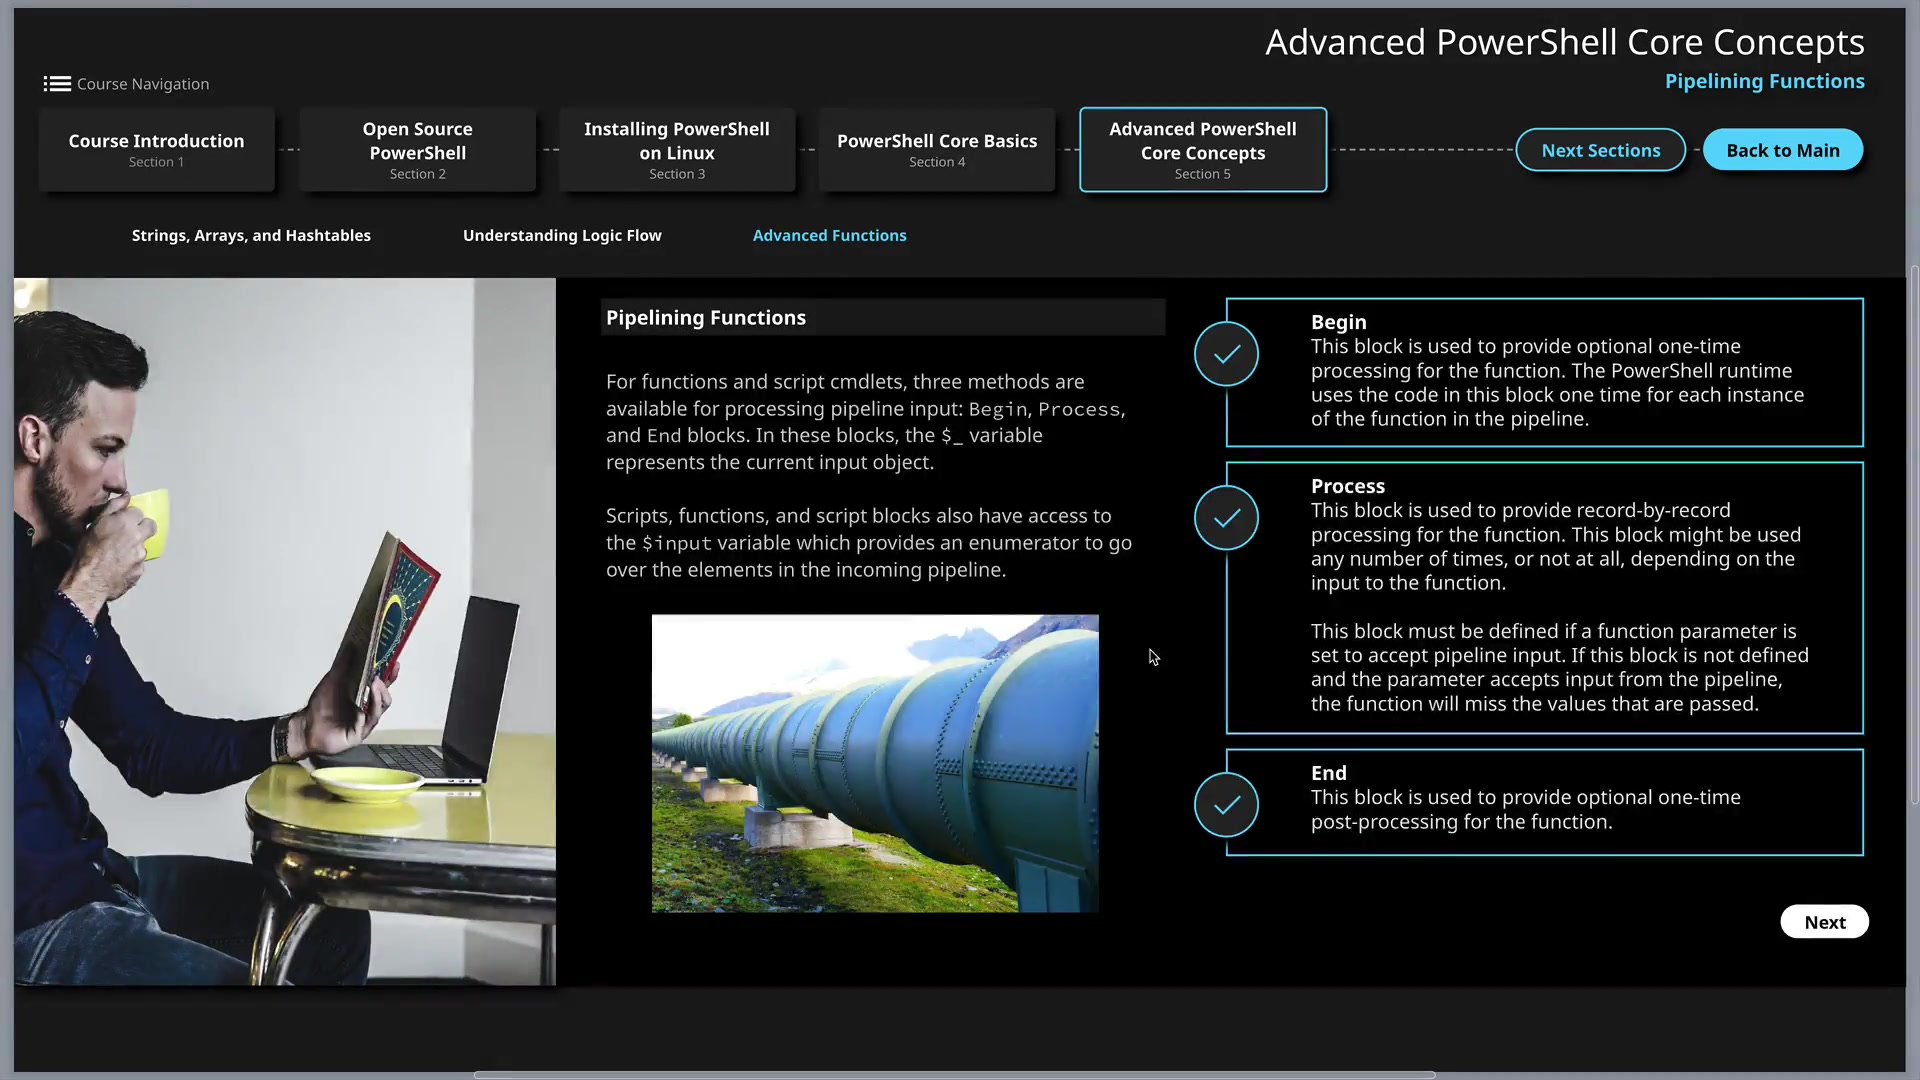 Advanced PowerShell Core Concepts
Pipelining Functions
Course Navigation
Course Introduction
Section 1
Open Source
PowerShell
Section 2
Installing PowerShell
on Linux
Section 3
PowerShell Core Basics
Section 4
Advanced PowerShell
Core Concepts
Section 5
Next Sections
Back to Main
Strings, Arrays, and Hashtables
Understanding Logic Flow
Advanced Functions
Pipelining Functions
For functions and script cmdlets, three methods are
available for processing pipeline input: Begin, Process,
and End blocks. In these blocks, the $_ variable
represents the current input object.
Scripts, functions, and script blocks also have access to
the $input variable which provides an enumerator to go
over the elements in the incoming pipeline.
Begin
This block is used to provide optional one-time
processing for the function. The PowerShell runtime
uses the code in this block one time for each instance
of the function in the pipeline.
Process
This block is used to provide record-by-record
processing for the function. This block might be used
any number of times, or not at all, depending on the
input to the function.
This block must be defined if a function parameter is
set to accept pipeline input. If this block is not defined
and the parameter accepts input from the pipeline,
the function will miss the values that are passed.
End
This block is used to provide optional one-time
post-processing for the function.
Next